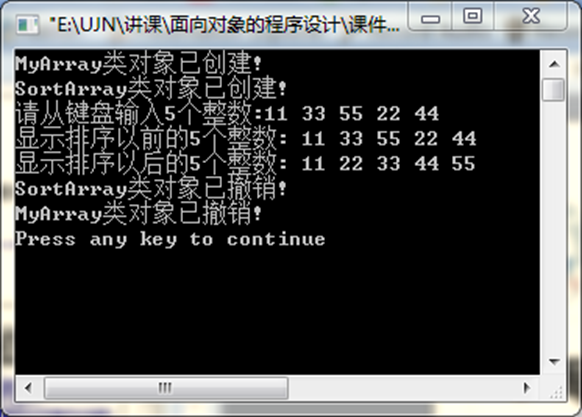 "E:\UJN\讲课\面向对象的程序设计\课件...
MyArray类对象已创建!
SortArray类对象已创建!
请从键盘输入5个整数:11 33 55 22 44
显示排序以前的5个整数: 11 33 55 22 44
显示排序以后的5个整数: 11 22 33 44 55
SortArray类对象已撤销!
MyArray类对象已撤销!
Press any key to continue